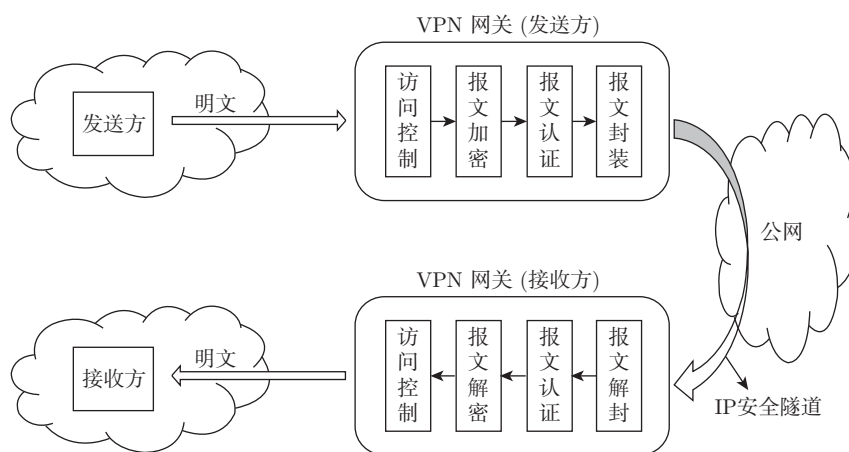 VPN 网关 (发送方)
发送方
明文
访问控制
报文加密
报文认证
报文封装
公网
VPN 网关 (接收方)
接收方
明文
访问控制
报文解密
报文认证
报文解封
IP安全隧道